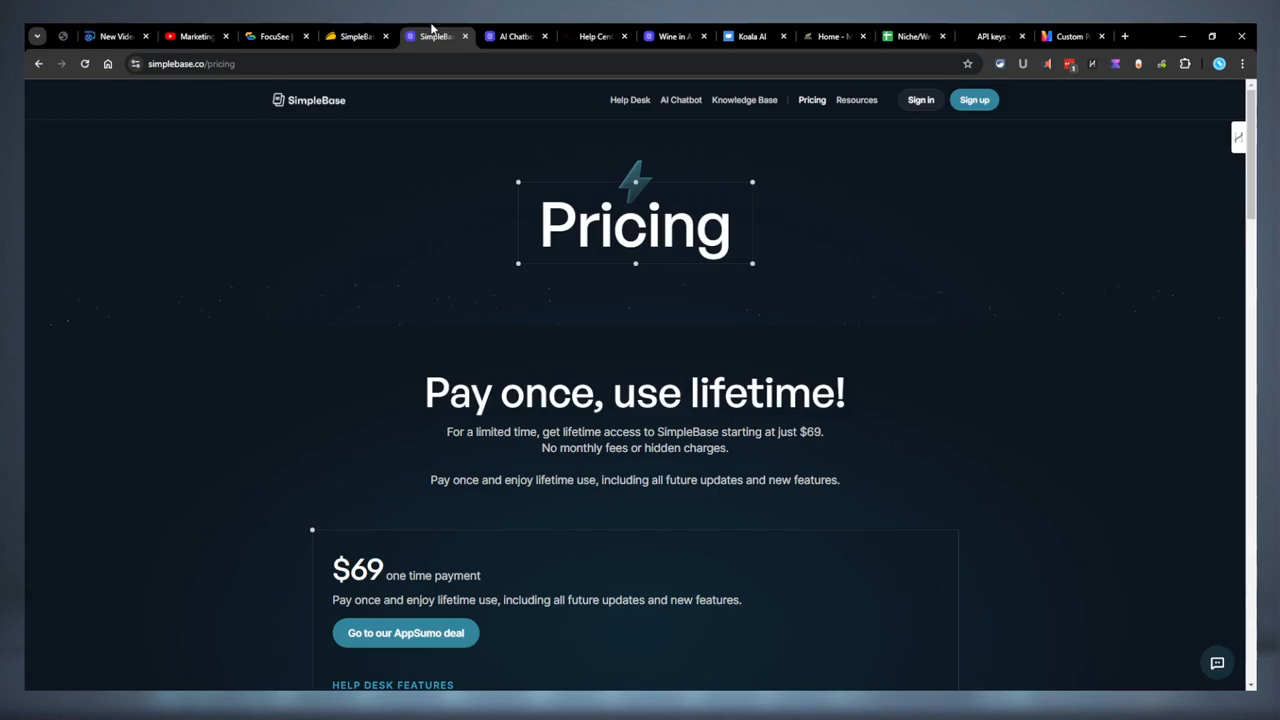 New Vide
Marketing
FocuSee |
SimpleBa
SimpleBa
AI Chatbo
Help Cent
Wine in A
Koala AI
Home - M
Niche/We
API keys -
Custom P
simplebase.co/pricing
1
SimpleBase
Help Desk
AI Chatbot
Knowledge Base
Pricing
Resources
Sign in
Sign up
Pricing
Pay once, use lifetime!
For a limited time, get lifetime access to SimpleBase starting at just $69.
No monthly fees or hidden charges.
Pay once and enjoy lifetime use, including all future updates and new features.
$69 one time payment
Pay once and enjoy lifetime use, including all future updates and new features.
Go to our AppSumo deal
HELP DESK FEATURES